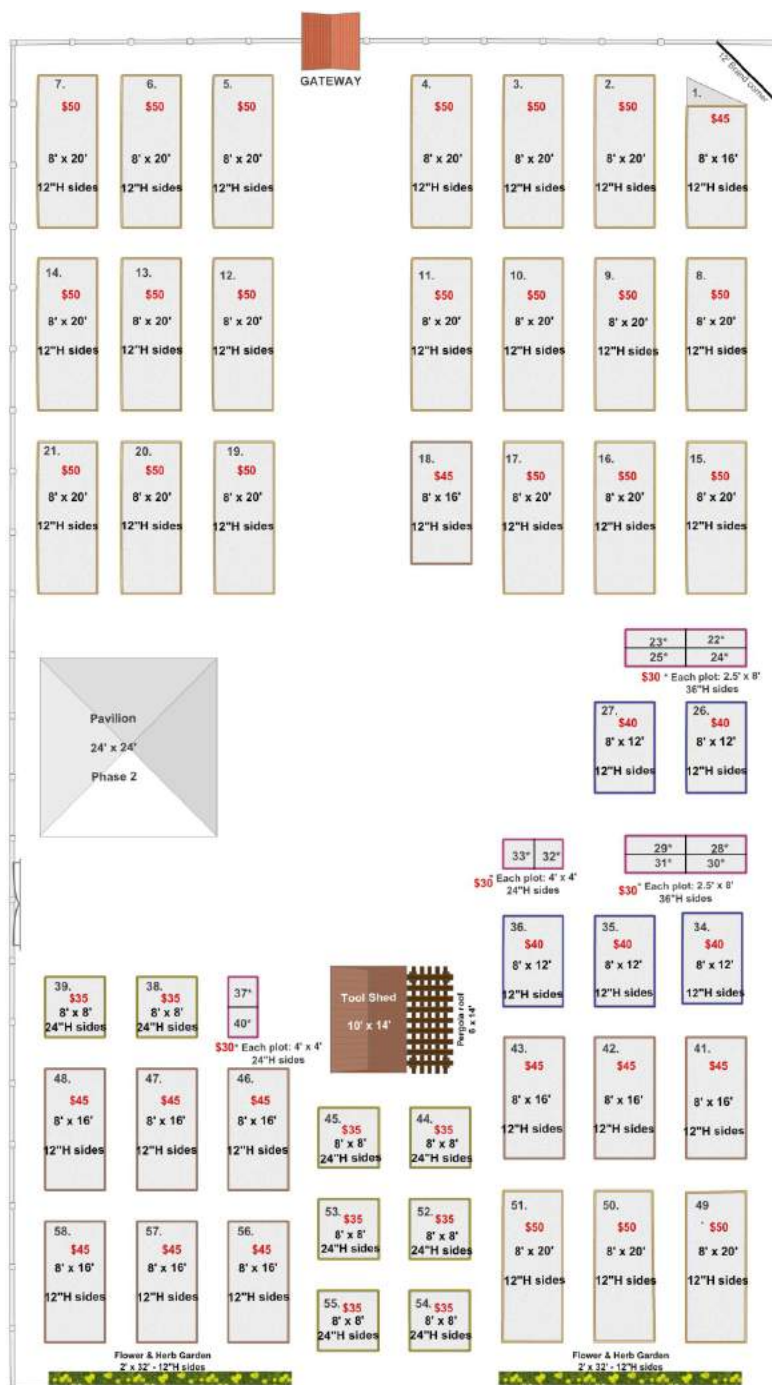 GATEWAY
12' Brand corner
7. 6. 5. 4. 3. 2. 1.
$50 $50 $50 $50 $50 $50 $45
8' x 20' 8' x 20' 8' x 20' 8' x 20' 8' x 20' 8' x 20' 8' x 16'
12"H sides 12"H sides 12"H sides 12"H sides 12"H sides 12"H sides 12"H sides
14. 13. 12. 11. 10. 9. 8.
$50 $50 $50 $50 $50 $50 $50
8' x 20' 8' x 20' 8' x 20' 8' x 20' 8' x 20' 8' x 20' 8' x 20'
12"H sides 12"H sides 12"H sides 12"H sides 12"H sides 12"H sides 12"H sides
21. 20. 19. 18. 17. 16. 15.
$50 $50 $50 $45 $50 $50 $50
8' x 20' 8' x 20' 8' x 20' 8' x 16' 8' x 20' 8' x 20' 8' x 20'
12"H sides 12"H sides 12"H sides 12"H sides 12"H sides 12"H sides 12"H sides
23* 22*
25* 24*
$30 * Each plot: 2.5' x 8'
36"H sides
27. 26.
$40 $40
8' x 12' 8' x 12'
12"H sides 12"H sides
Pavilion
24' x 24'
Phase 2
33* 32*
$30* Each plot: 4' x 4'
24"H sides
29* 28*
31* 30*
$30* Each plot: 2.5' x 8'
36"H sides
36. 35. 34.
$40 $40 $40
8' x 12' 8' x 12' 8' x 12'
12"H sides 12"H sides 12"H sides
39. 38.
$35 $35
8' x 8' 8' x 8'
24"H sides 24"H sides
37*
40*
$30* Each plot: 4' x 4'
24"H sides
Tool Shed
10' x 14'
Pergola roof
6 x 14'
43. 42. 41.
$45 $45 $45
8' x 16' 8' x 16' 8' x 16'
12"H sides 12"H sides 12"H sides
48. 47. 46.
$45 $45 $45
8' x 16' 8' x 16' 8' x 16'
12"H sides 12"H sides 12"H sides
45. 44.
$35 $35
8' x 8' 8' x 8'
24"H sides 24"H sides
53. 52.
$35 $35
8' x 8' 8' x 8'
24"H sides 24"H sides
51. 50. 49
$50 $50 $50
8' x 20' 8' x 20' 8' x 20'
12"H sides 12"H sides 12"H sides
58. 57. 56.
$45 $45 $45
8' x 16' 8' x 16' 8' x 16'
12"H sides 12"H sides 12"H sides
55. 54.
$35 $35
8' x 8' 8' x 8'
24"H sides 24"H sides
Flower & Herb Garden
2' x 32' - 12"H sides
Flower & Herb Garden
2' x 32' - 12"H sides